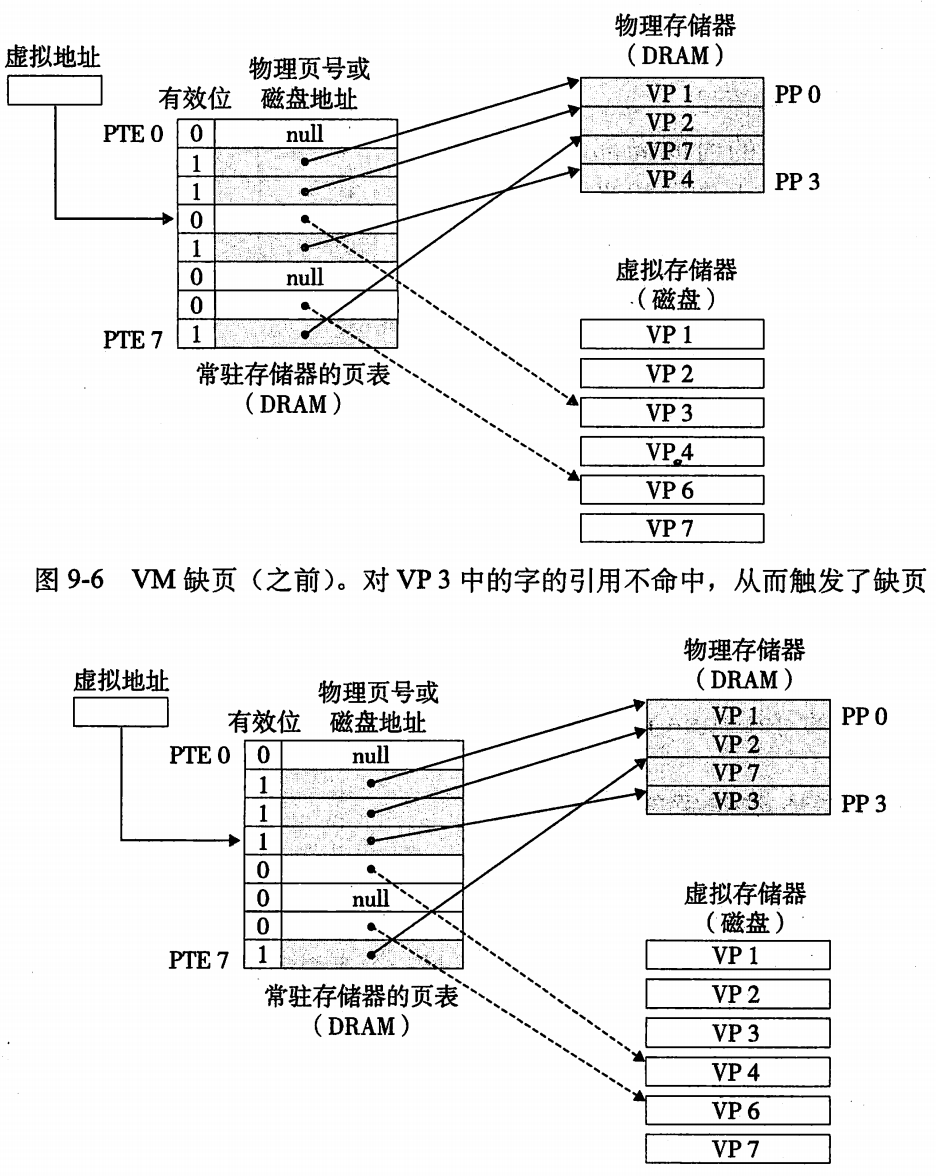 虚拟地址
有效位
物理页号或
磁盘地址
PTE 0
0 null
1
1
0
1
0 null
0
PTE 7 1
常驻存储器的页表
(DRAM)
物理存储器
(DRAM)
VP 1 PP 0
VP 2
VP 7
VP 4 PP 3
虚拟存储器
(磁盘)
VP 1
VP 2
VP 3
VP 4
VP 6
VP 7
图 9-6 VM 缺页(之前)。对 VP 3 中的字的引用不命中,从而触发了缺页
虚拟地址
有效位
物理页号或
磁盘地址
PTE 0
0 null
1
1
1
0
0 null
0
PTE 7 1
常驻存储器的页表
(DRAM)
物理存储器
(DRAM)
VP 1 PP 0
VP 2
VP 7
VP 3 PP 3
虚拟存储器
(磁盘)
VP 1
VP 2
VP 3
VP 4
VP 6
VP 7